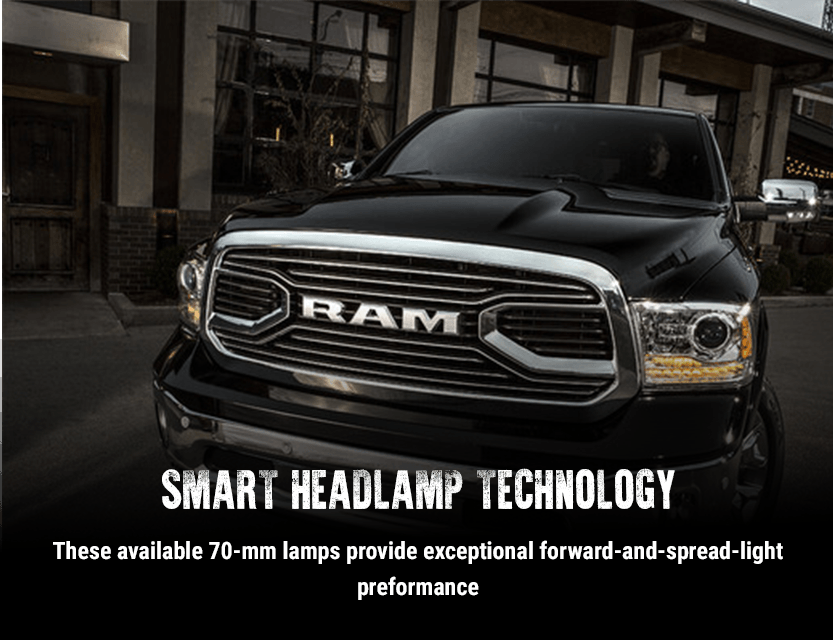 RAM
SMART HEADLAMP TECHNOLOGY
These available 70-mm lamps provide exceptional forward-and-spread-light
preformance